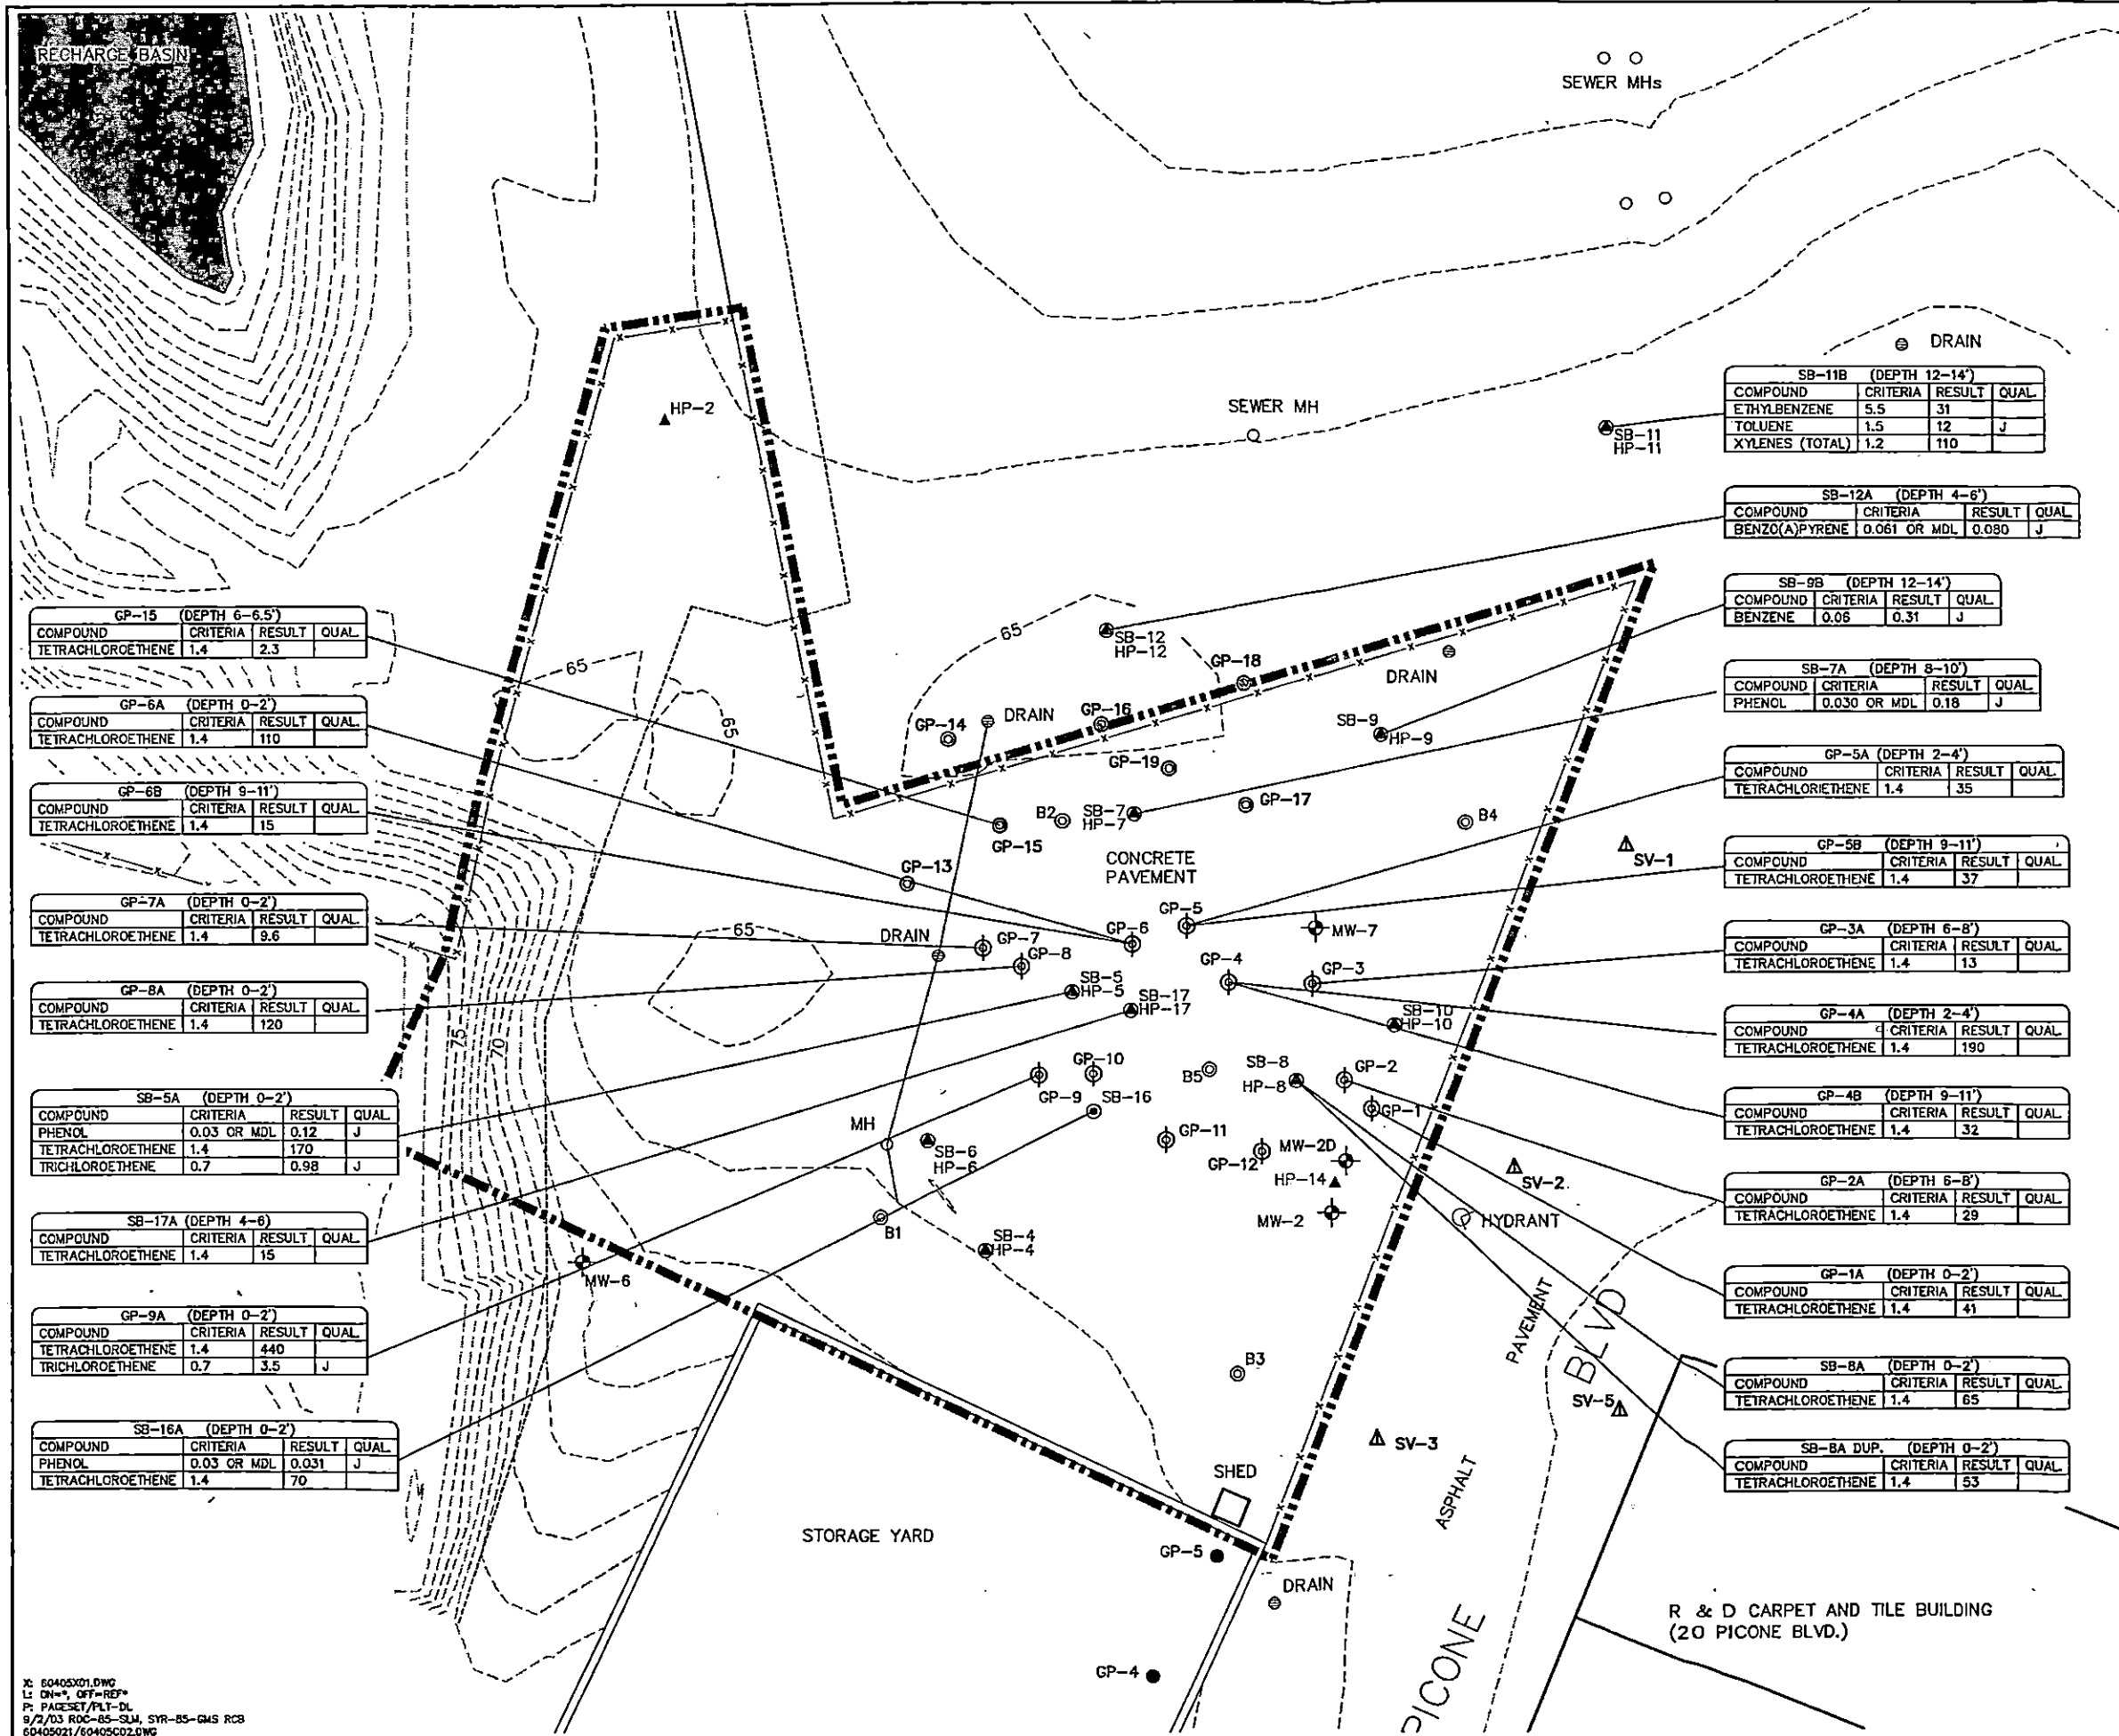 RECHARGE BASIN
SEWER MHs
DRAIN
SEWER MH
HP-2
SB-11
HP-11
SB-11B (DEPTH 12-14')
COMPOUND CRITERIA RESULT QUAL.
ETHYLBENZENE 5.5 31
TOLUENE 1.5 12 J
XYLENES (TOTAL) 1.2 110
SB-12A (DEPTH 4-6')
COMPOUND CRITERIA RESULT QUAL.
BENZO(A)PYRENE 0.061 OR MDL 0.080 J
SB-9B (DEPTH 12-14')
COMPOUND CRITERIA RESULT QUAL.
BENZENE 0.06 0.31 J
SB-7A (DEPTH 8-10')
COMPOUND CRITERIA RESULT QUAL.
PHENOL 0.030 OR MDL 0.18 J
GP-5A (DEPTH 2-4')
COMPOUND CRITERIA RESULT QUAL.
TETRACHLORIETHENE 1.4 35
GP-5B (DEPTH 9-11')
COMPOUND CRITERIA RESULT QUAL.
TETRACHLOROETHENE 1.4 37
GP-3A (DEPTH 6-8')
COMPOUND CRITERIA RESULT QUAL.
TETRACHLOROETHENE 1.4 13
GP-4A (DEPTH 2-4')
COMPOUND CRITERIA RESULT QUAL.
TETRACHLOROETHENE 1.4 190
GP-4B (DEPTH 9-11')
COMPOUND CRITERIA RESULT QUAL.
TETRACHLOROETHENE 1.4 32
GP-2A (DEPTH 6-8')
COMPOUND CRITERIA RESULT QUAL.
TETRACHLOROETHENE 1.4 29
GP-1A (DEPTH 0-2')
COMPOUND CRITERIA RESULT QUAL.
TETRACHLOROETHENE 1.4 41
SB-8A (DEPTH 0-2')
COMPOUND CRITERIA RESULT QUAL.
TETRACHLOROETHENE 1.4 65
SB-8A DUP. (DEPTH 0-2')
COMPOUND CRITERIA RESULT QUAL.
TETRACHLOROETHENE 1.4 53
GP-15 (DEPTH 6-6.5')
COMPOUND CRITERIA RESULT QUAL.
TETRACHLOROETHENE 1.4 2.3
GP-6A (DEPTH 0-2')
COMPOUND CRITERIA RESULT QUAL.
TETRACHLOROETHENE 1.4 110
GP-6B (DEPTH 9-11')
COMPOUND CRITERIA RESULT QUAL.
TETRACHLOROETHENE 1.4 15
GP-7A (DEPTH 0-2')
COMPOUND CRITERIA RESULT QUAL.
TETRACHLOROETHENE 1.4 9.6
GP-8A (DEPTH 0-2')
COMPOUND CRITERIA RESULT QUAL.
TETRACHLOROETHENE 1.4 120
SB-5A (DEPTH 0-2')
COMPOUND CRITERIA RESULT QUAL.
PHENOL 0.03 OR MDL 0.12 J
TETRACHLOROETHENE 1.4 170
TRICHLOROETHENE 0.7 0.98 J
SB-17A (DEPTH 4-6)
COMPOUND CRITERIA RESULT QUAL.
TETRACHLOROETHENE 1.4 15
GP-9A (DEPTH 0-2')
COMPOUND CRITERIA RESULT QUAL.
TETRACHLOROETHENE 1.4 440
TRICHLOROETHENE 0.7 3.5 J
SB-16A (DEPTH 0-2')
COMPOUND CRITERIA RESULT QUAL.
PHENOL 0.03 OR MDL 0.031 J
TETRACHLOROETHENE 1.4 70
65
65
65
65
75
70
SB-12
HP-12
GP-18
DRAIN
GP-16
GP-14
DRAIN
SB-9
HP-9
GP-19
GP-17
B2
SB-7
HP-7
B4
GP-15
SV-1
CONCRETE
PAVEMENT
GP-13
GP-5
GP-6
MW-7
DRAIN
GP-7
GP-8
GP-4
GP-3
SB-5
HP-5
SB-17
HP-17
SB-10
HP-10
GP-10
GP-9
SB-16
B5
SB-8
HP-8
GP-2
GP-1
MH
SB-6
HP-6
GP-11
GP-12
MW-2D
HP-14
SV-2
MW-2
HYDRANT
B1
SB-4
HP-4
MW-6
B3
PAVEMENT
BLVD
SV-5
SV-3
ASPHALT
SHED
STORAGE YARD
GP-5
DRAIN
GP-4
PICONE
R & D CARPET AND TILE BUILDING
(20 PICONE BLVD.)
X: 60405X01.DWG
L: ON=*, OFF=REF*
P: PAGESET/PLT-DL
9/2/03 ROC-85-SLM, SYR-85-GMS RCB
60405021/60405C02.DWG